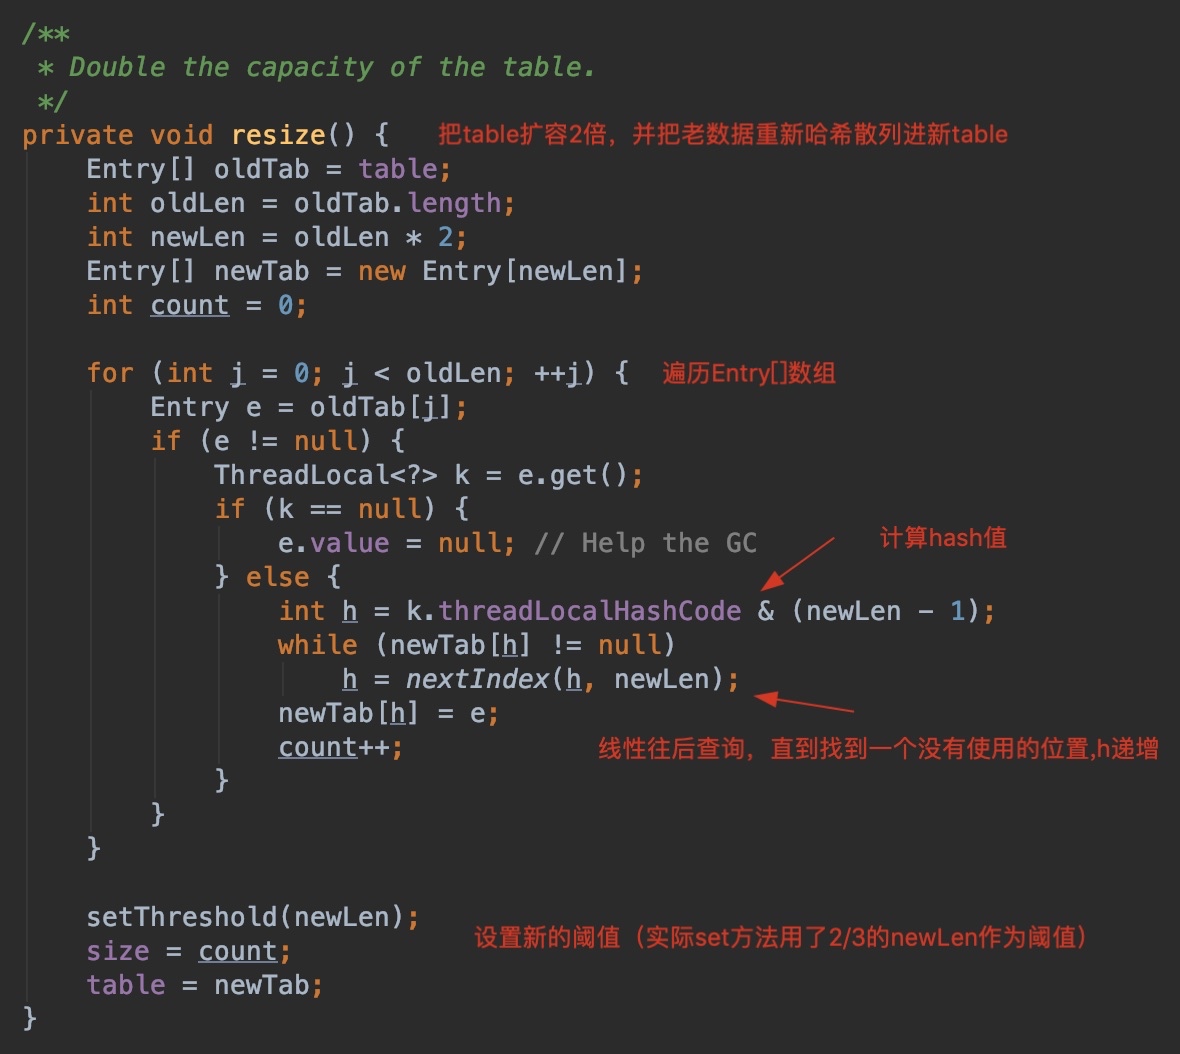 /**
 * Double the capacity of the table.
 */
private void resize() { 把table扩容2倍，并把老数据重新哈希散列进新table
    Entry[] oldTab = table;
    int oldLen = oldTab.length;
    int newLen = oldLen * 2;
    Entry[] newTab = new Entry[newLen];
    int count = 0;

    for (int j = 0; j < oldLen; ++j) { 遍历Entry[]数组
        Entry e = oldTab[j];
        if (e != null) {
            ThreadLocal<?> k = e.get();
            if (k == null) {
                e.value = null; // Help the GC
计算hash值
            } else {
                int h = k.threadLocalHashCode & (newLen - 1);
                while (newTab[h] != null)
                    h = nextIndex(h, newLen);
                newTab[h] = e;
                count++; 线性往后查询，直到找到一个没有使用的位置,h递增
            }
        }
    }

    setThreshold(newLen);
设置新的阈值（实际set方法用了2/3的newLen作为阈值）
    size = count;
    table = newTab;
}